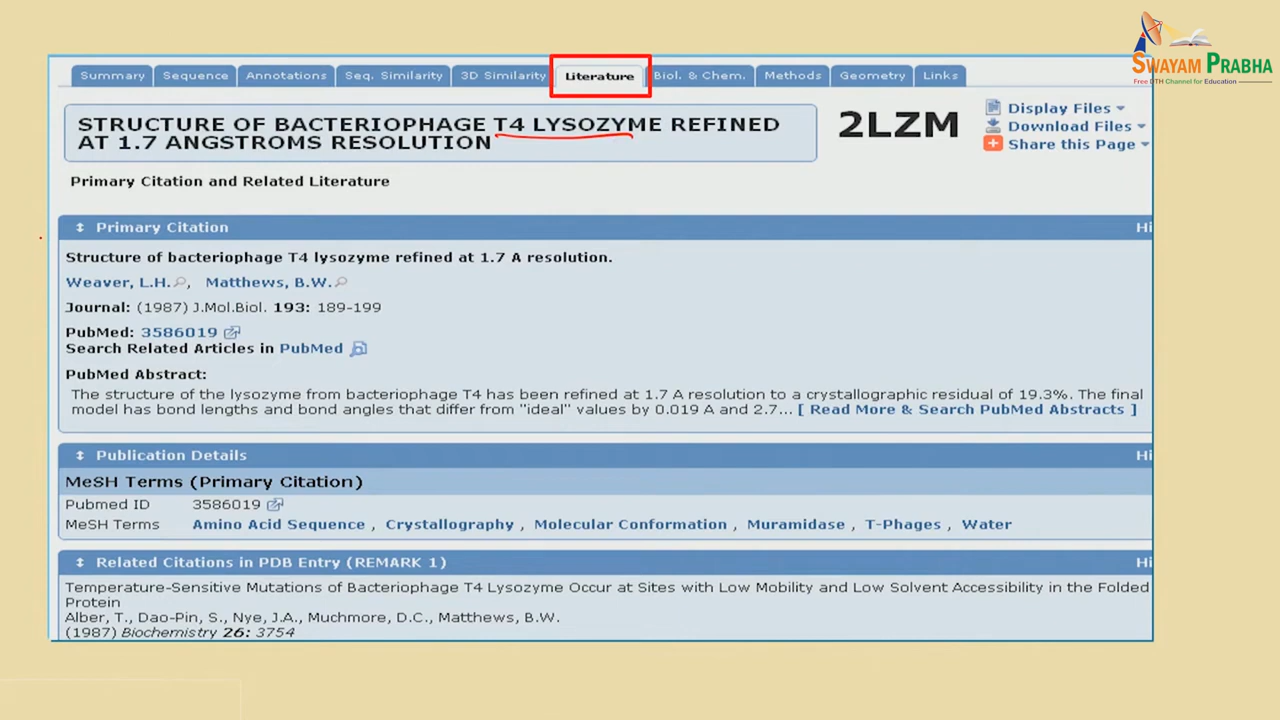 SWAYAM PRABHA
Free DTH Channel for Education
Summary Sequence Annotations Seq. Similarity 3D Similarity Literature Biol. & Chem. Methods Geometry Links
STRUCTURE OF BACTERIOPHAGE T4 LYSOZYME REFINED
AT 1.7 ANGSTROMS RESOLUTION
2LZM
Display Files
Download Files
Share this Page
Primary Citation and Related Literature
Primary Citation Hi
Structure of bacteriophage T4 lysozyme refined at 1.7 A resolution.
Weaver, L.H. , Matthews, B.W.
Journal: (1987) J.Mol.Biol. 193: 189-199
PubMed: 3586019
Search Related Articles in PubMed
PubMed Abstract:
The structure of the lysozyme from bacteriophage T4 has been refined at 1.7 A resolution to a crystallographic residual of 19.3%. The final
model has bond lengths and bond angles that differ from "ideal" values by 0.019 A and 2.7... [ Read More & Search PubMed Abstracts ]
Publication Details Hi
MeSH Terms (Primary Citation)
Pubmed ID 3586019
MeSH Terms Amino Acid Sequence , Crystallography , Molecular Conformation , Muramidase , T-Phages , Water
Related Citations in PDB Entry (REMARK 1) Hi
Temperature-Sensitive Mutations of Bacteriophage T4 Lysozyme Occur at Sites with Low Mobility and Low Solvent Accessibility in the Folded
Protein
Alber, T., Dao-Pin, S., Nye, J.A., Muchmore, D.C., Matthews, B.W.
(1987) Biochemistry 26: 3754